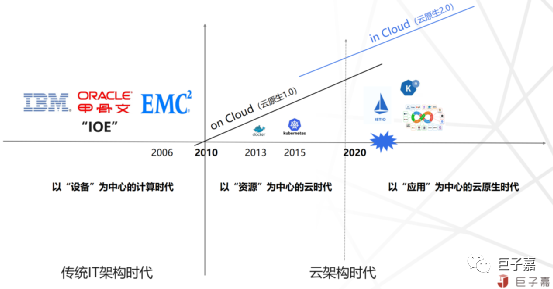 in Cloud（云原生2.0）
on Cloud（云原生1.0）
IBM
ORACLE
甲骨文
EMC²
“IOE”
docker
kubernetes
2006
2010
2013
2015
2020
以“设备”为中心的计算时代
以“资源”为中心的云时代
以“应用”为中心的云原生时代
传统IT架构时代
云架构时代
巨子嘉
巨子嘉